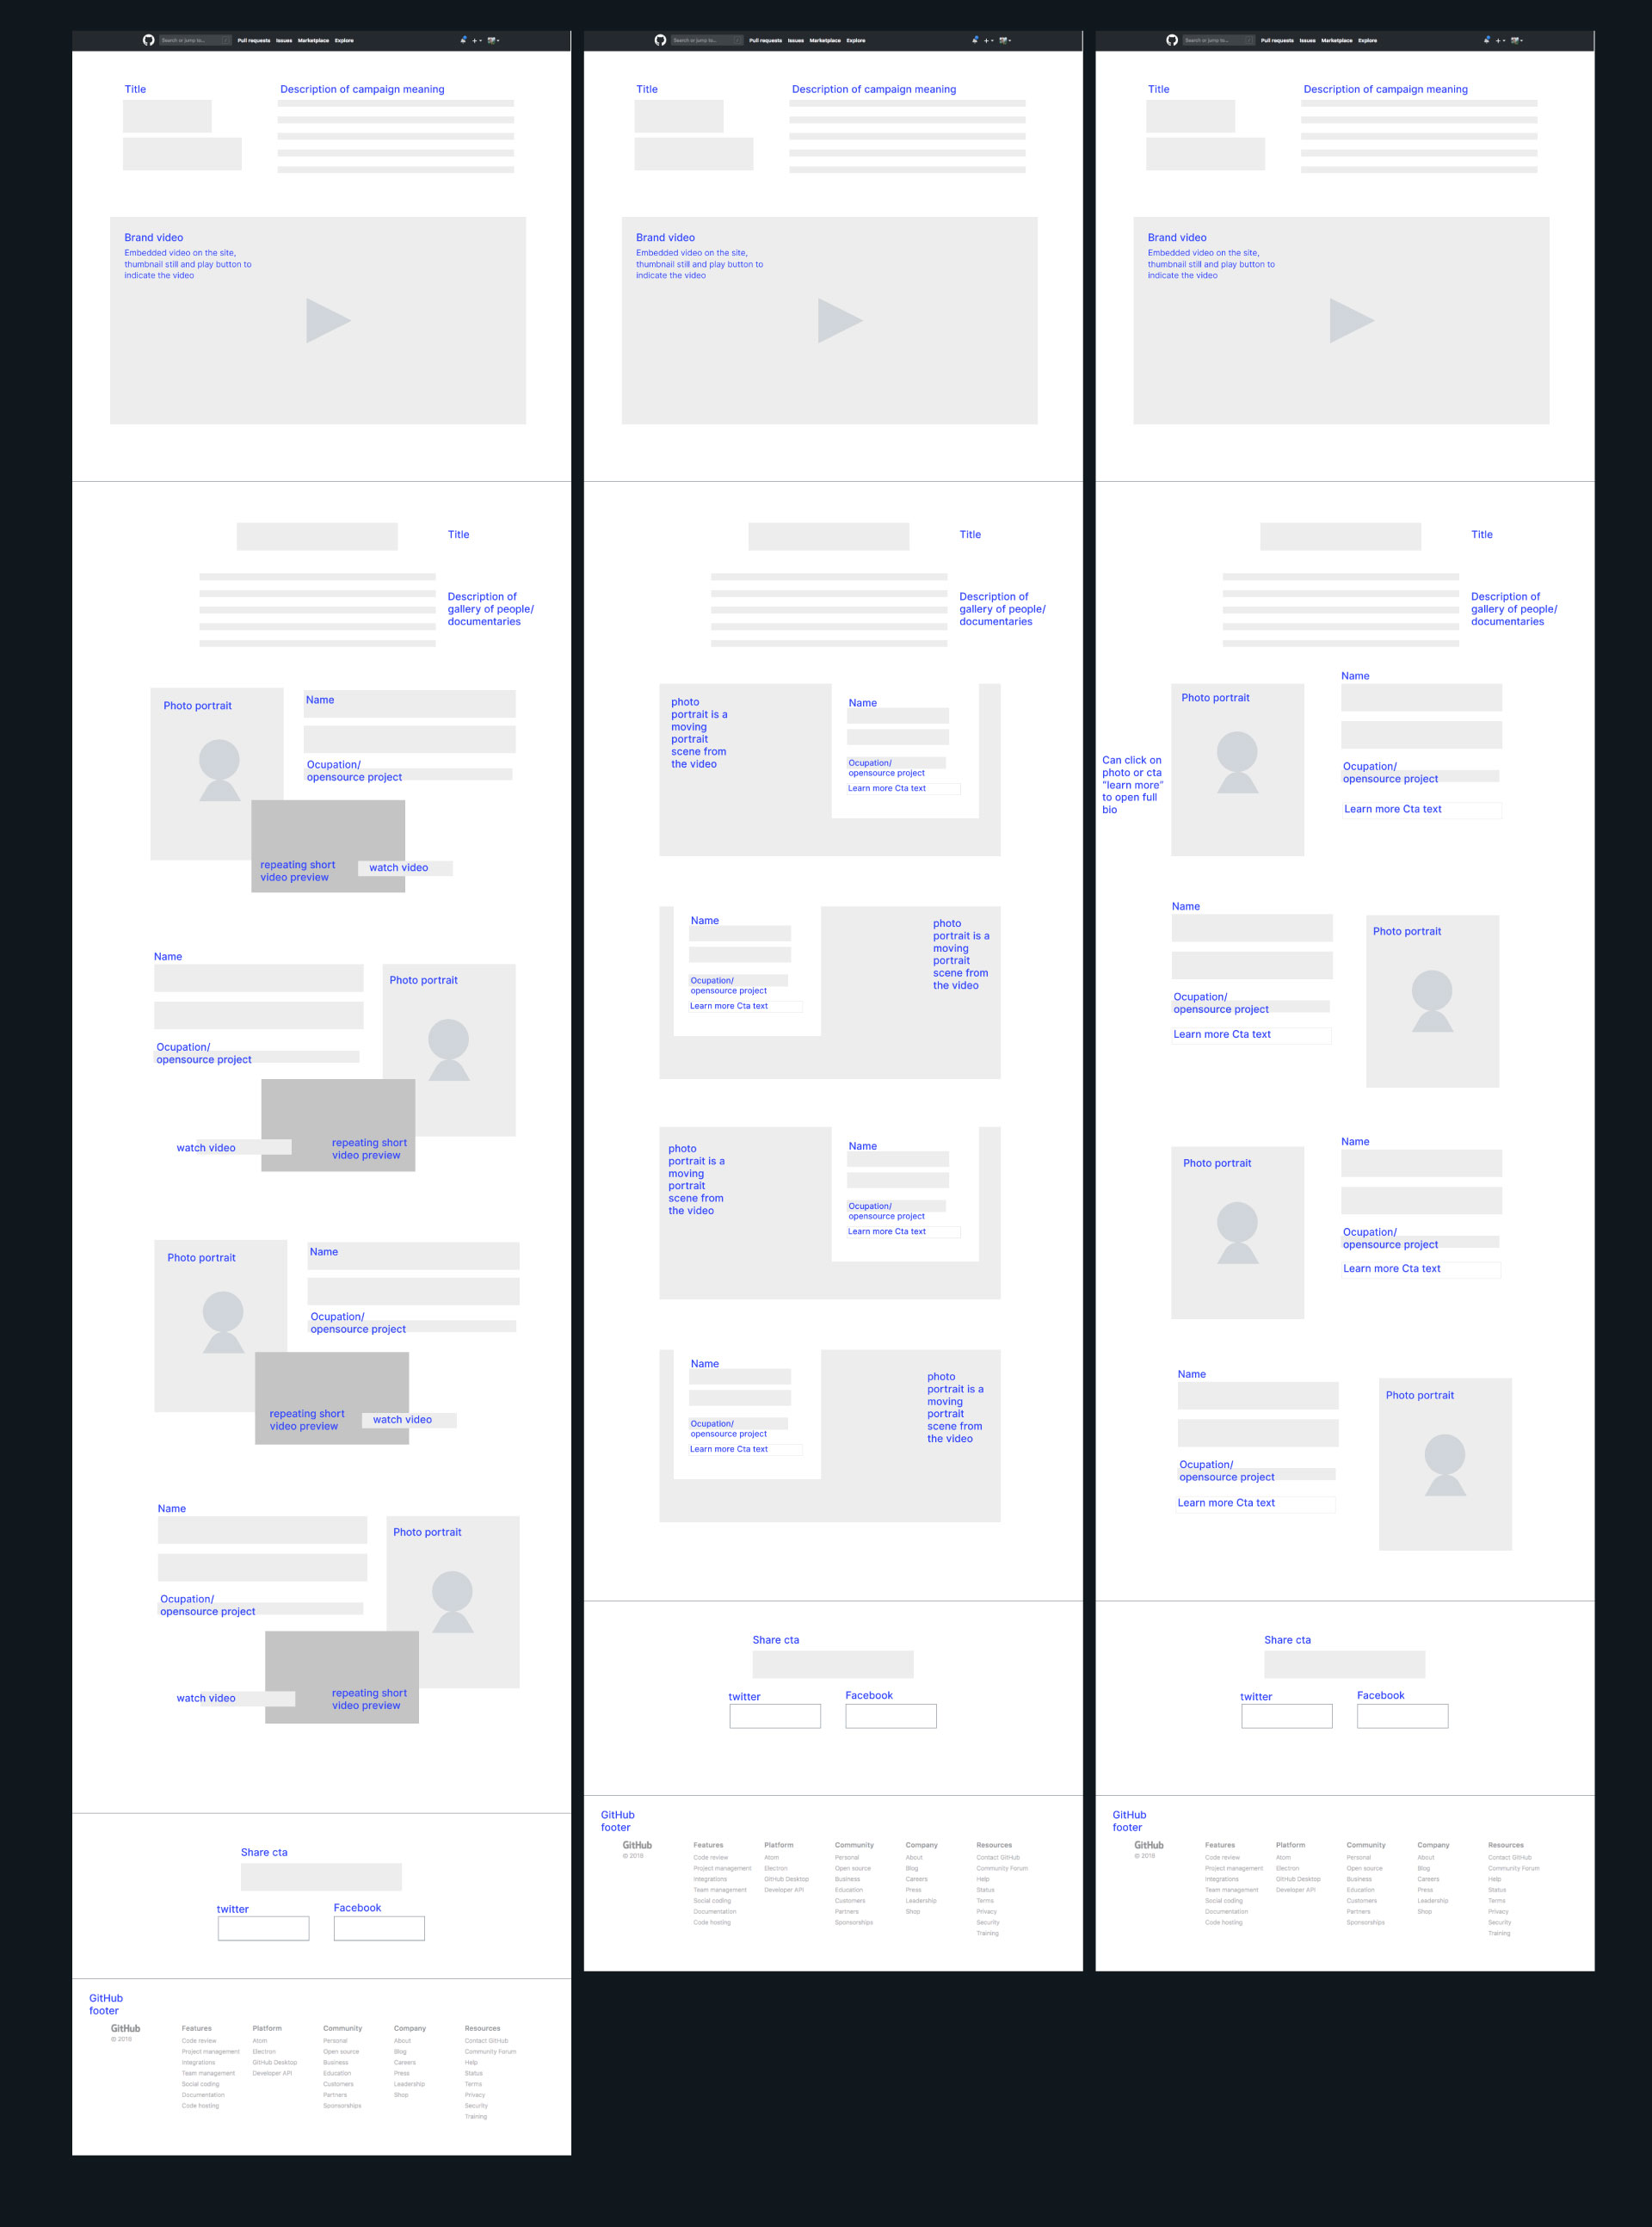 Search or jump to...
Pull requests Issues Marketplace Explore
Title
Description of campaign meaning
Brand video
Embedded video on the site,
thumbnail still and play button to
indicate the video
Title
Description of
gallery of people/
documentaries
Photo portrait
Name
Ocupation/
opensource project
repeating short
video preview
watch video
Name
Photo portrait
Ocupation/
opensource project
watch video
repeating short
video preview
Photo portrait
Name
Ocupation/
opensource project
repeating short
video preview
watch video
Name
Photo portrait
Ocupation/
opensource project
watch video
repeating short
video preview
Share cta
twitter
Facebook
GitHub
footer
GitHub
© 2018
Features
Code review
Project management
Integrations
Team management
Social coding
Documentation
Code hosting
Platform
Atom
Electron
GitHub Desktop
Developer API
Community
Personal
Open source
Business
Education
Customers
Partners
Sponsorships
Company
About
Blog
Careers
Press
Leadership
Shop
Resources
Contact GitHub
Community Forum
Help
Status
Terms
Privacy
Security
Training
Search or jump to...
Pull requests Issues Marketplace Explore
Title
Description of campaign meaning
Brand video
Embedded video on the site,
thumbnail still and play button to
indicate the video
Title
Description of
gallery of people/
documentaries
photo
portrait is a
moving
portrait
scene from
the video
Name
Ocupation/
opensource project
Learn more Cta text
Name
Ocupation/
opensource project
Learn more Cta text
photo
portrait is a
moving
portrait
scene from
the video
photo
portrait is a
moving
portrait
scene from
the video
Name
Ocupation/
opensource project
Learn more Cta text
Name
Ocupation/
opensource project
Learn more Cta text
photo
portrait is a
moving
portrait
scene from
the video
Share cta
twitter
Facebook
GitHub
footer
GitHub
© 2018
Features
Code review
Project management
Integrations
Team management
Social coding
Documentation
Code hosting
Platform
Atom
Electron
GitHub Desktop
Developer API
Community
Personal
Open source
Business
Education
Customers
Partners
Sponsorships
Company
About
Blog
Careers
Press
Leadership
Shop
Resources
Contact GitHub
Community Forum
Help
Status
Terms
Privacy
Security
Training
Search or jump to...
Pull requests Issues Marketplace Explore
Title
Description of campaign meaning
Brand video
Embedded video on the site,
thumbnail still and play button to
indicate the video
Title
Description of
gallery of people/
documentaries
Can click on
photo or cta
"learn more"
to open full
bio
Photo portrait
Name
Ocupation/
opensource project
Learn more Cta text
Name
Ocupation/
opensource project
Learn more Cta text
Photo portrait
Photo portrait
Name
Ocupation/
opensource project
Learn more Cta text
Name
Ocupation/
opensource project
Learn more Cta text
Photo portrait
Share cta
twitter
Facebook
GitHub
footer
GitHub
© 2018
Features
Code review
Project management
Integrations
Team management
Social coding
Documentation
Code hosting
Platform
Atom
Electron
GitHub Desktop
Developer API
Community
Personal
Open source
Business
Education
Customers
Partners
Sponsorships
Company
About
Blog
Careers
Press
Leadership
Shop
Resources
Contact GitHub
Community Forum
Help
Status
Terms
Privacy
Security
Training